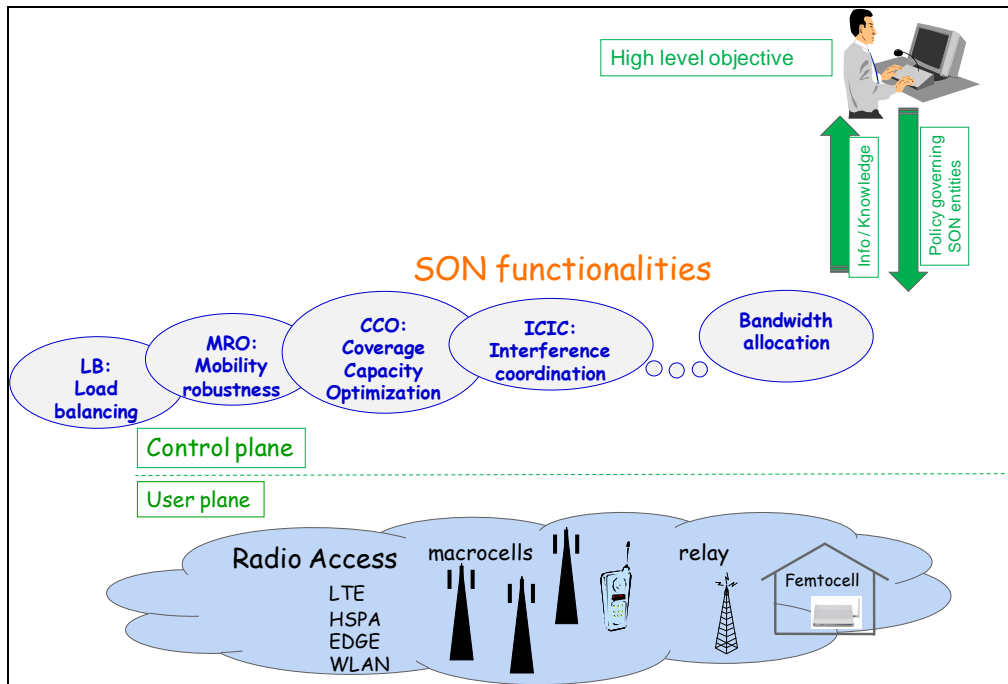 High level objective
Info / Knowledge
Policy governing
SON entities
SON functionalities
LB:
Load
balancing
MRO:
Mobility
robustness
CCO:
Coverage
Capacity
Optimization
ICIC:
Interference
coordination
Bandwidth
allocation
Control plane
User plane
Radio Access
LTE
HSPA
EDGE
WLAN
macrocells
relay
Femtocell